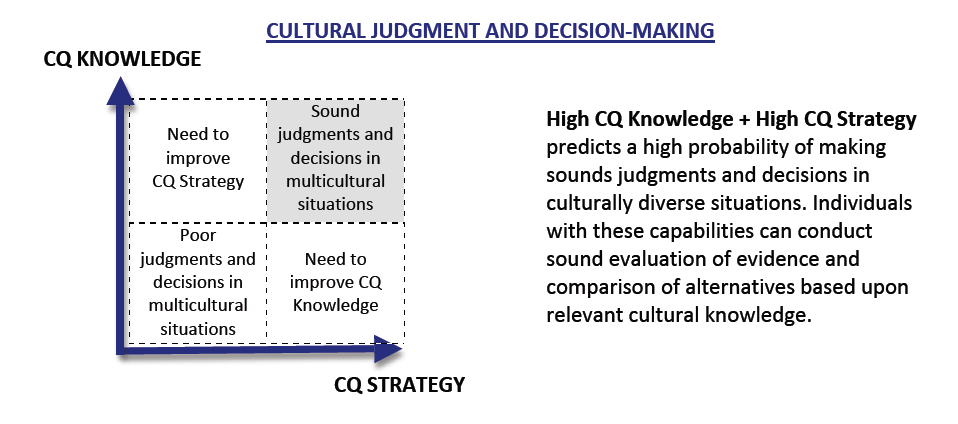 CULTURAL JUDGMENT AND DECISION-MAKING
CQ KNOWLEDGE
Need to
improve
CQ Strategy
Sound
judgments and
decisions in
multicultural
situations
Poor
judgments and
decisions in
multicultural
situations
Need to
improve CQ
Knowledge
CQ STRATEGY
High CQ Knowledge + High CQ Strategy
predicts a high probability of making
sounds judgments and decisions in
culturally diverse situations. Individuals
with these capabilities can conduct
sound evaluation of evidence and
comparison of alternatives based upon
relevant cultural knowledge.